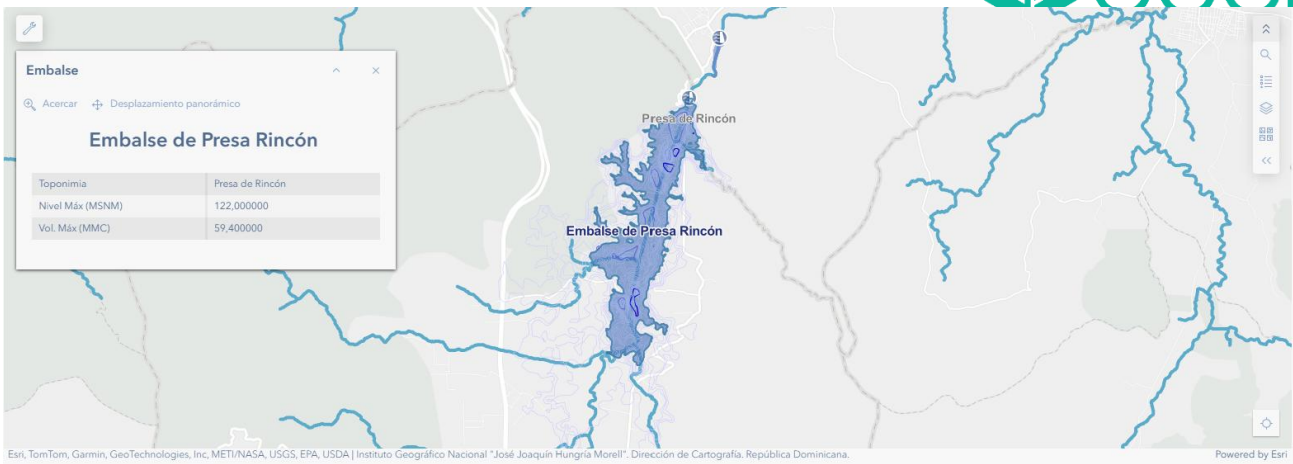 Embalse
Acercar
Desplazamiento panorámico
Embalse de Presa Rincón
Toponimia Presa de Rincón
Nivel Máx (MSNM) 122,000000
Vol. Máx (MMC) 59,400000
Presa de Rincón
Embalse de Presa Rincón
Esri, TomTom, Garmin, GeoTechnologies, Inc, METI/NASA, USGS, EPA, USDA | Instituto Geográfico Nacional "José Joaquín Hungría Morell". Dirección de Cartografía. República Dominicana.
Powered by Esri